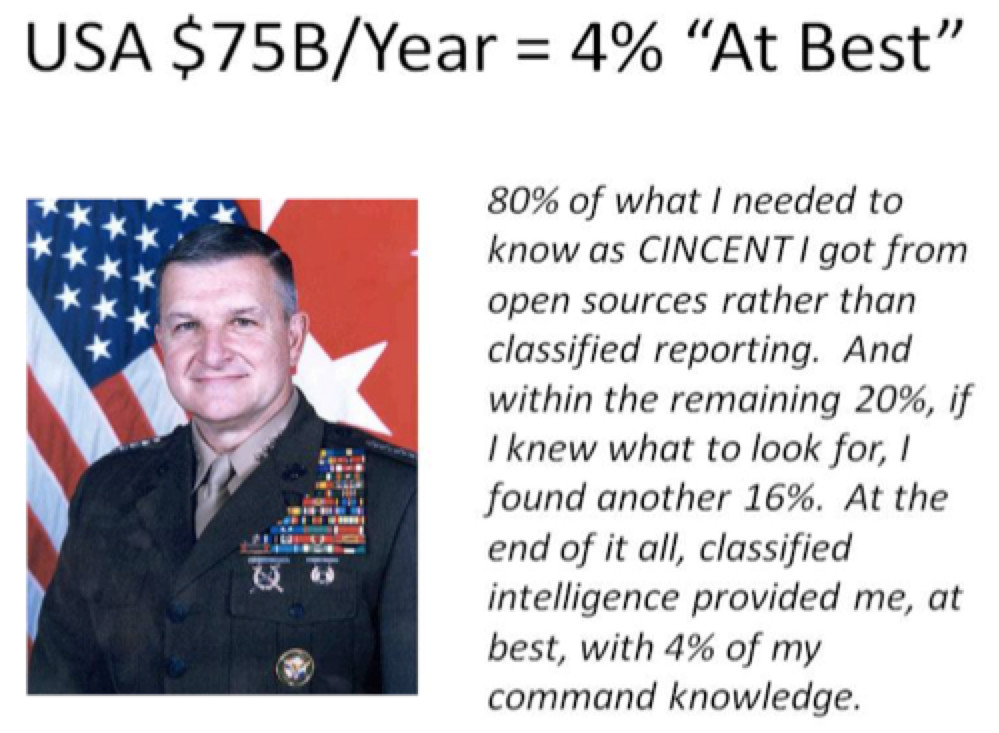 USA $75B/Year = 4% “At Best”
80% of what I needed to
know as CINCENT I got from
open sources rather than
classified reporting.  And
within the remaining 20%, if
I knew what to look for, I
found another 16%.  At the
end of it all, classified
intelligence provided me, at
best, with 4% of my
command knowledge.